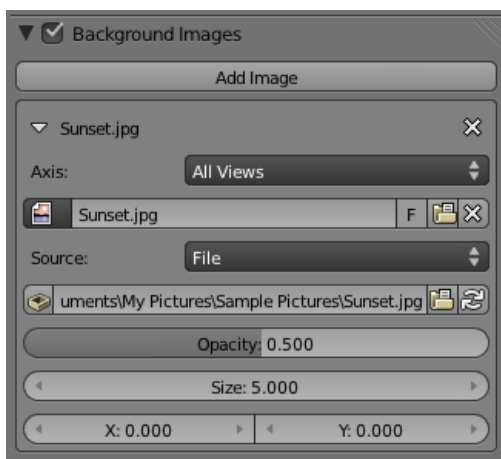 Background Images
Add Image
Sunset.jpg
Axis: All Views
Sunset.jpg F
Source: File
uments\My Pictures\Sample Pictures\Sunset.jpg
Opacity: 0.500
Size: 5.000
X: 0.000 Y: 0.000